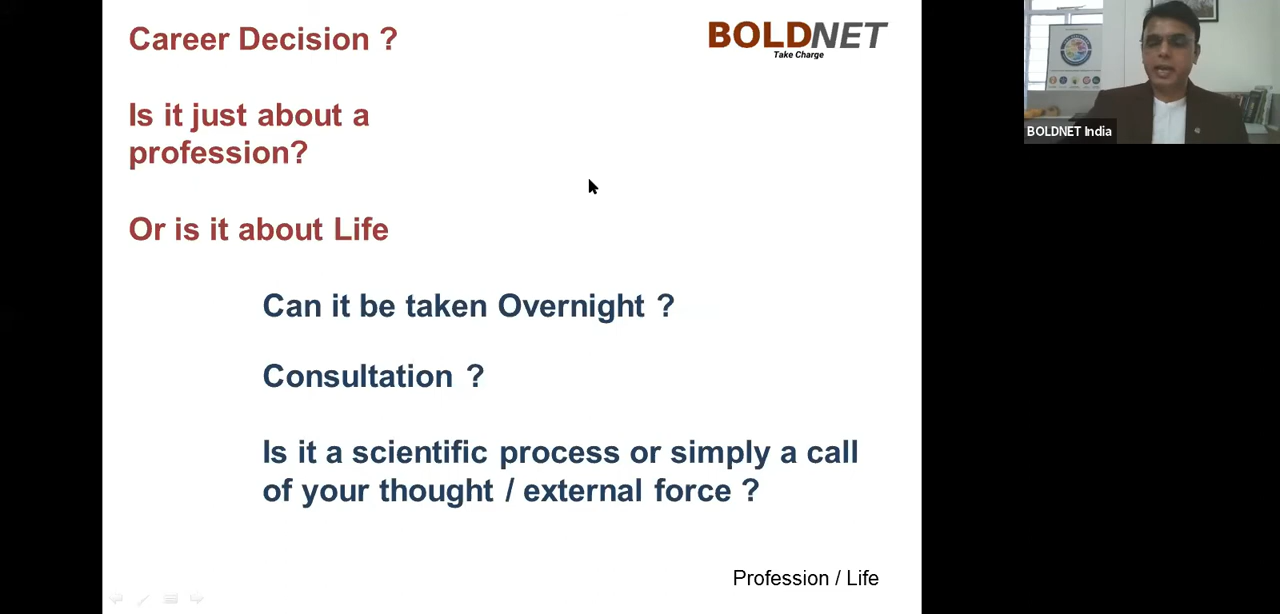 Career Decision ?
BOLDNET
Take Charge
Is it just about a
profession?
Or is it about Life
Can it be taken Overnight ?
Consultation ?
Is it a scientific process or simply a call
of your thought / external force ?
Profession / Life
BOLDNET India